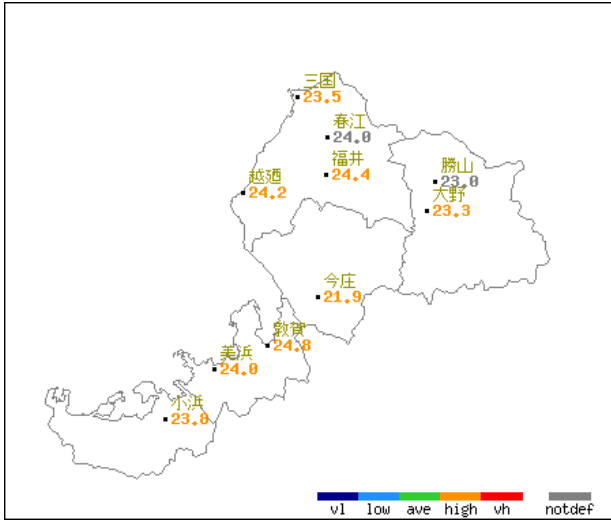 三国
23.5
春江
24.0
福井
24.4
勝山
23.0
越廼
24.2
大野
23.3
今庄
21.9
敦賀
24.8
美浜
24.0
小浜
23.8
vl low ave high vh notdef